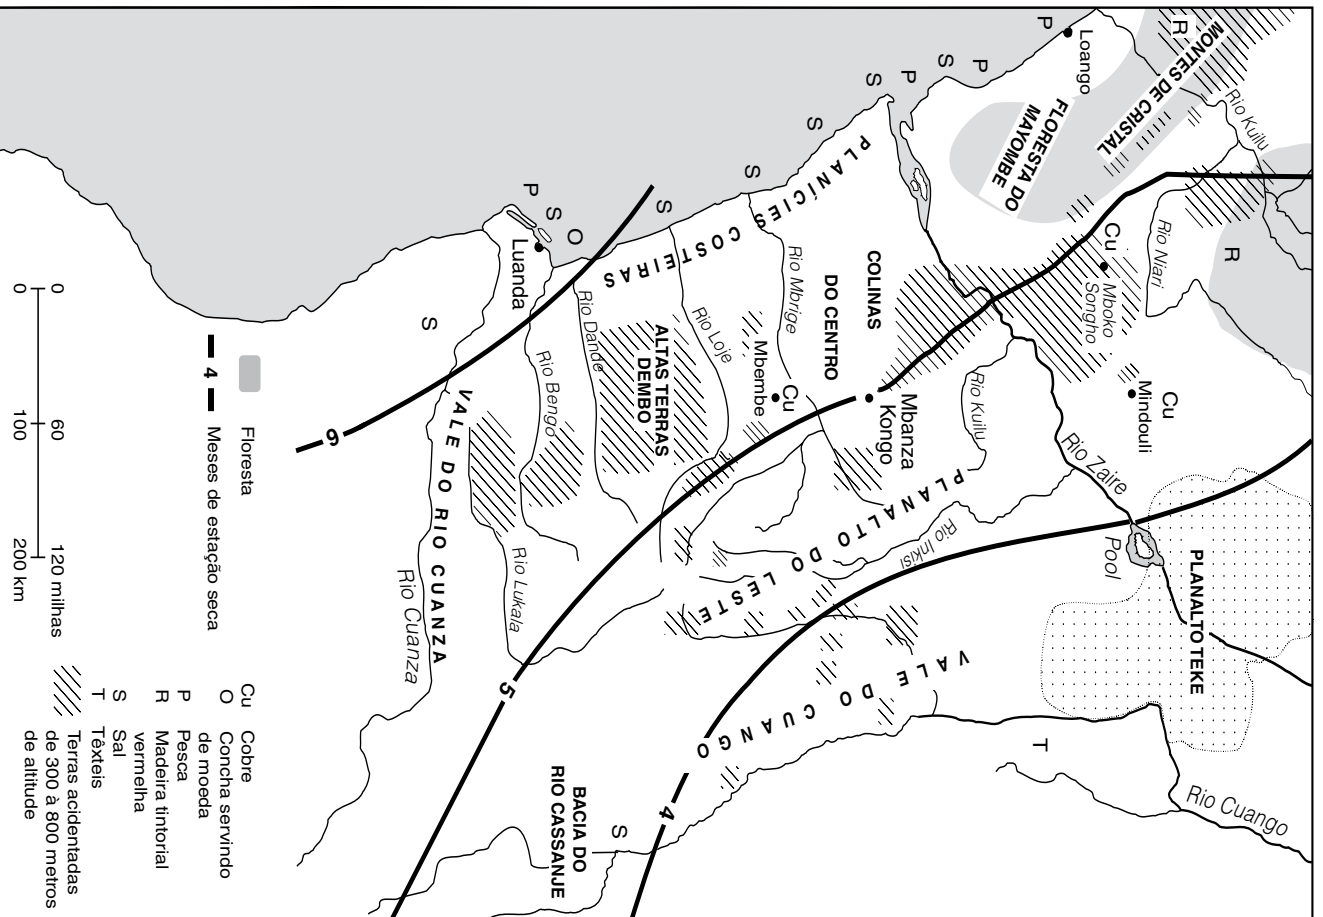 MONTES DE CRISTAL
R
Rio Kuilu
R
PLANALTO TEKE
Rio Cuango
Loango
P
FLORESTA DO
MAYOMBE
Rio Niari
Cu
Mboko
Songho
Cu
Mindouli
Rio Zaire
Pool
T
P
S
P
S
S
S
S
PLANÍCIES COSTEIRAS
COLINAS
DO CENTRO
Rio Kuilu
Mbanza
Kongo
PLANALTO DO LESTE
Rio Inkisi
VALE DO CUANGO
4
Rio Mbrige
Cu
Mbembe
Rio Loje
ALTAS TERRAS
DEMBO
Rio Dande
O
S
P
Luanda
Rio Bengo
Rio Lukala
5
S
BACIA DO
RIO CASSANJE
S
VALE DO RIO CUANZA
Rio Cuanza
6
Floresta
4 Meses de estação seca
0 60 120 milhas
0 100 200 km
Cu Cobre
O Concha servindo
de moeda
P Pesca
R Madeira tintorial
vermelha
S Sal
T Têxteis
Terras acidentadas
de 300 à 800 metros
de altitude